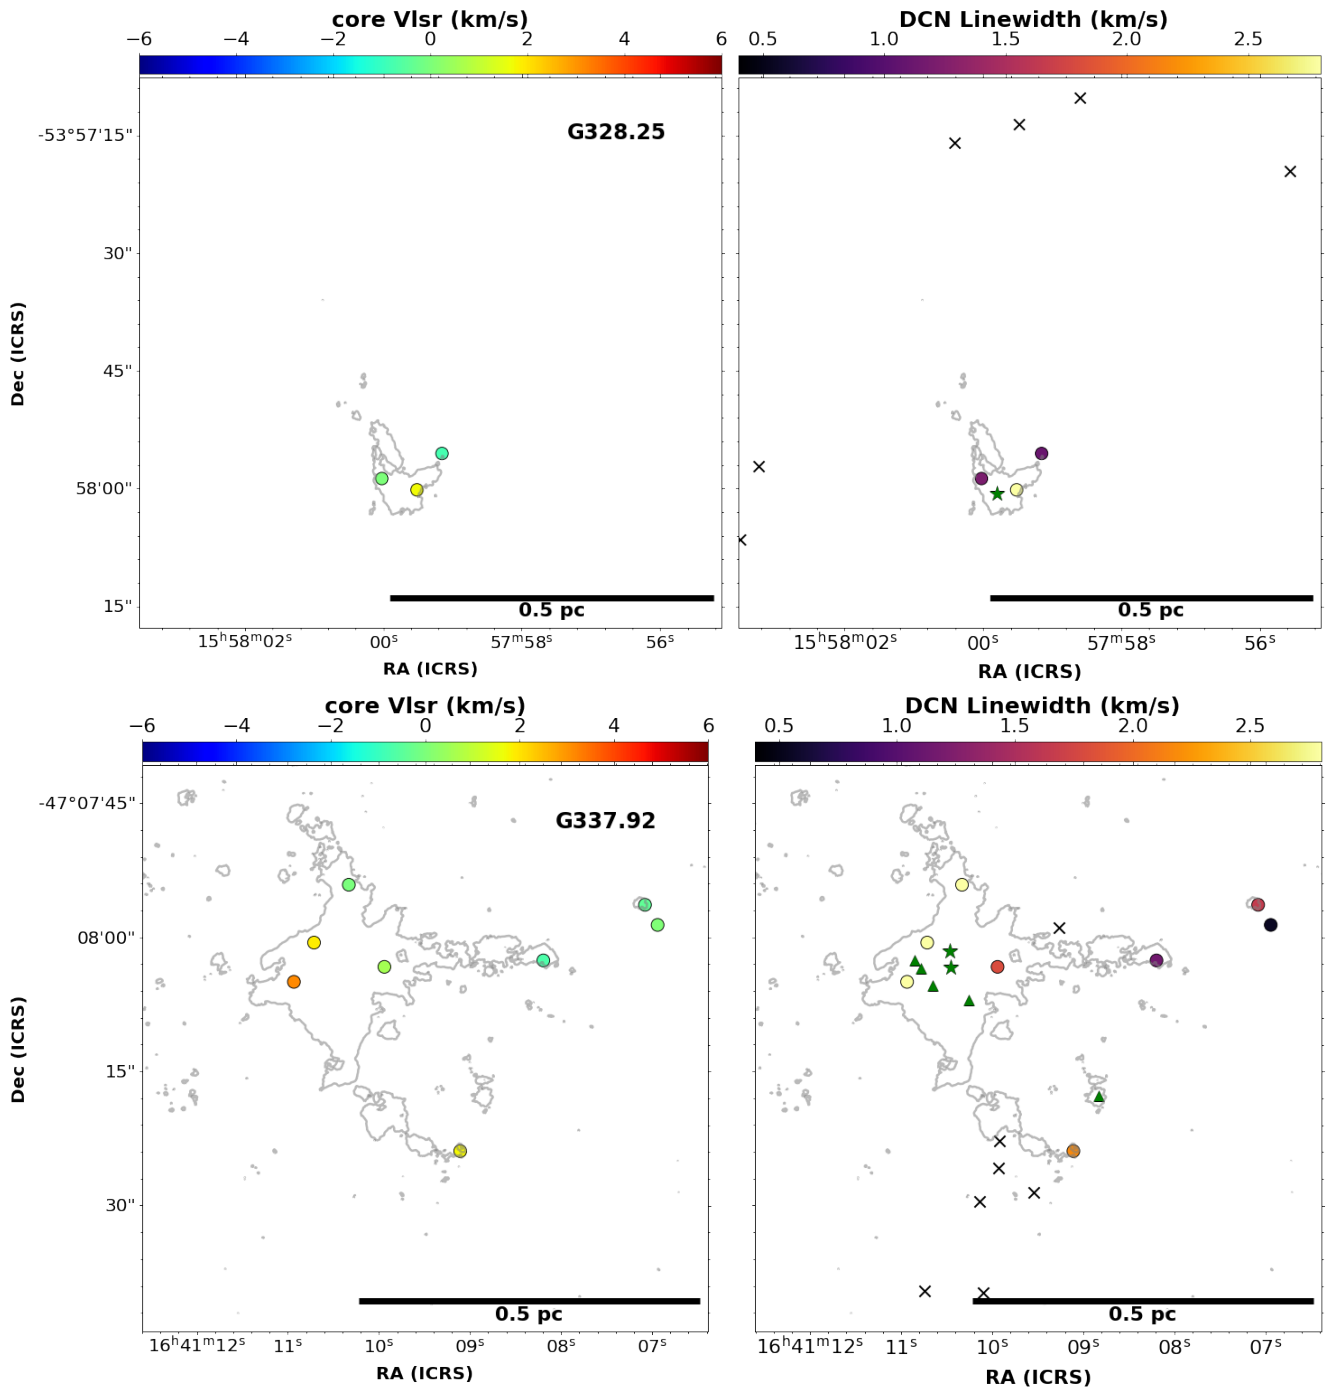 core Vlsr (km/s)
DCN Linewidth (km/s)
−6 −4 −2 0 2 4 6
0.5 1.0 1.5 2.0 2.5
-53°57'15"
G328.25
30"
45"
58'00"
15"
Dec (ICRS)
0.5 pc
0.5 pc
15ʰ58ᵐ02ˢ 00ˢ 57ᵐ58ˢ 56ˢ
15ʰ58ᵐ02ˢ 00ˢ 57ᵐ58ˢ 56ˢ
RA (ICRS)
RA (ICRS)
core Vlsr (km/s)
DCN Linewidth (km/s)
−6 −4 −2 0 2 4 6
0.5 1.0 1.5 2.0 2.5
-47°07'45"
G337.92
08'00"
15"
30"
Dec (ICRS)
0.5 pc
0.5 pc
16ʰ41ᵐ12ˢ 11ˢ 10ˢ 09ˢ 08ˢ 07ˢ
16ʰ41ᵐ12ˢ 11ˢ 10ˢ 09ˢ 08ˢ 07ˢ
RA (ICRS)
RA (ICRS)